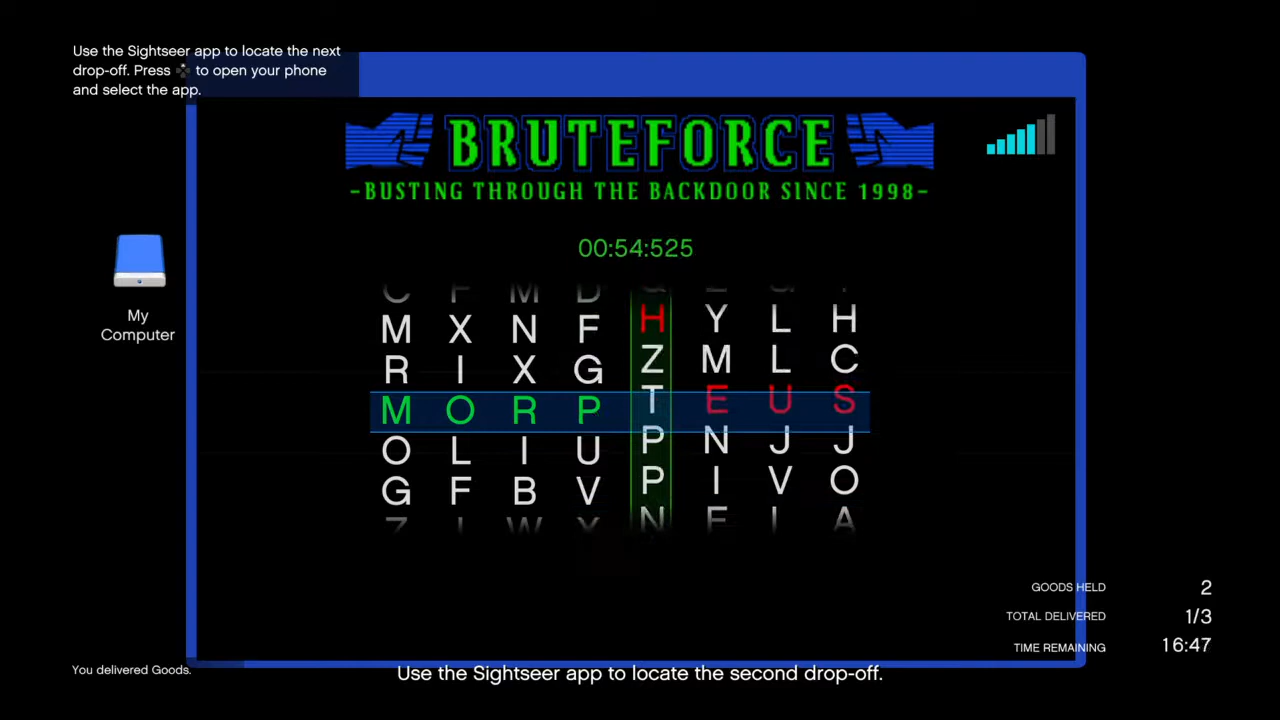 Use the Sightseer app to locate the next
drop-off. Press to open your phone
and select the app.
BRUTEFORCE
-BUSTING THROUGH THE BACKDOOR SINCE 1998-
00:54:525
My
Computer
M X N F H Y L H
R I X G Z M L C
M O R P T E U S
O L I U P N J J
G F B V P I V O
GOODS HELD 2
TOTAL DELIVERED 1/3
TIME REMAINING 16:47
You delivered Goods.
Use the Sightseer app to locate the second drop-off.